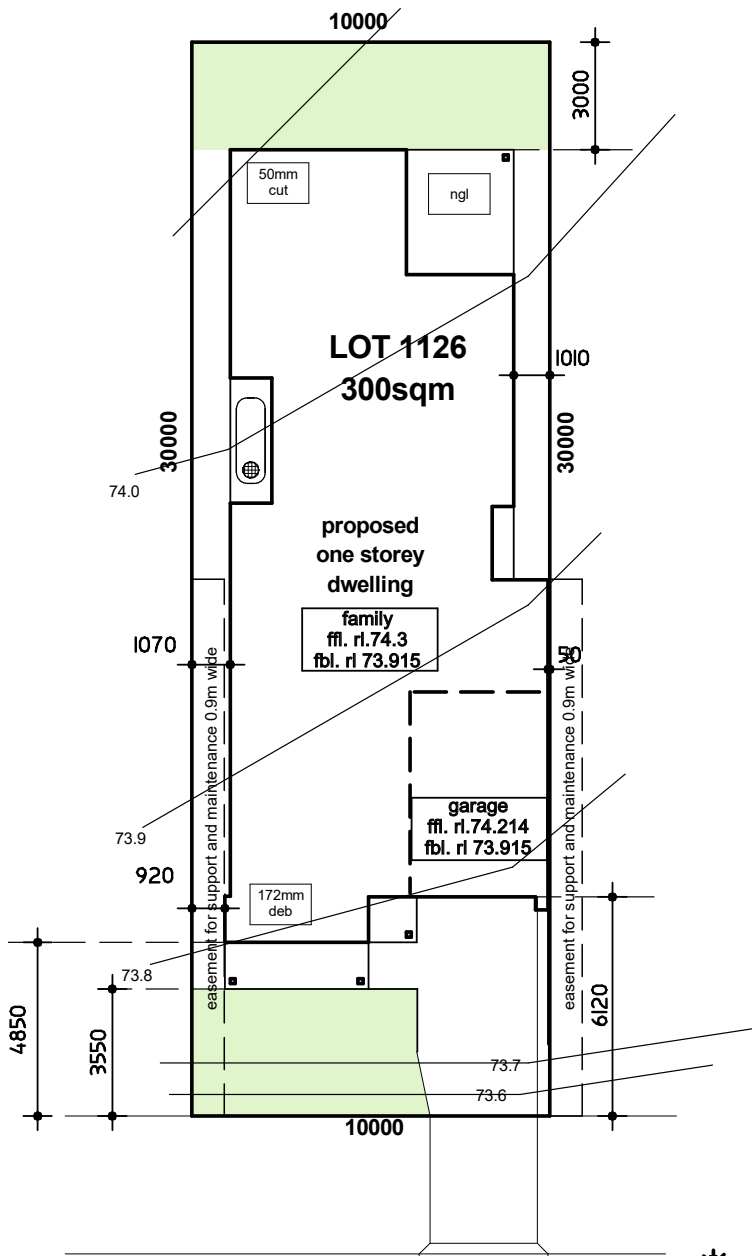 10000
3000
50mm
cut
ngl
LOT 1126
300sqm
1010
30000
30000
74.0
proposed
one storey
dwelling
family
ffl. rl.74.3
fbl. rl 73.915
1070
50
easement for support and maintenance 0.9m wide
easement for support and maintenance 0.9m wide
garage
ffl. rl.74.214
fbl. rl 73.915
73.9
920
172mm
deb
73.8
4850
3550
6120
73.7
73.6
10000